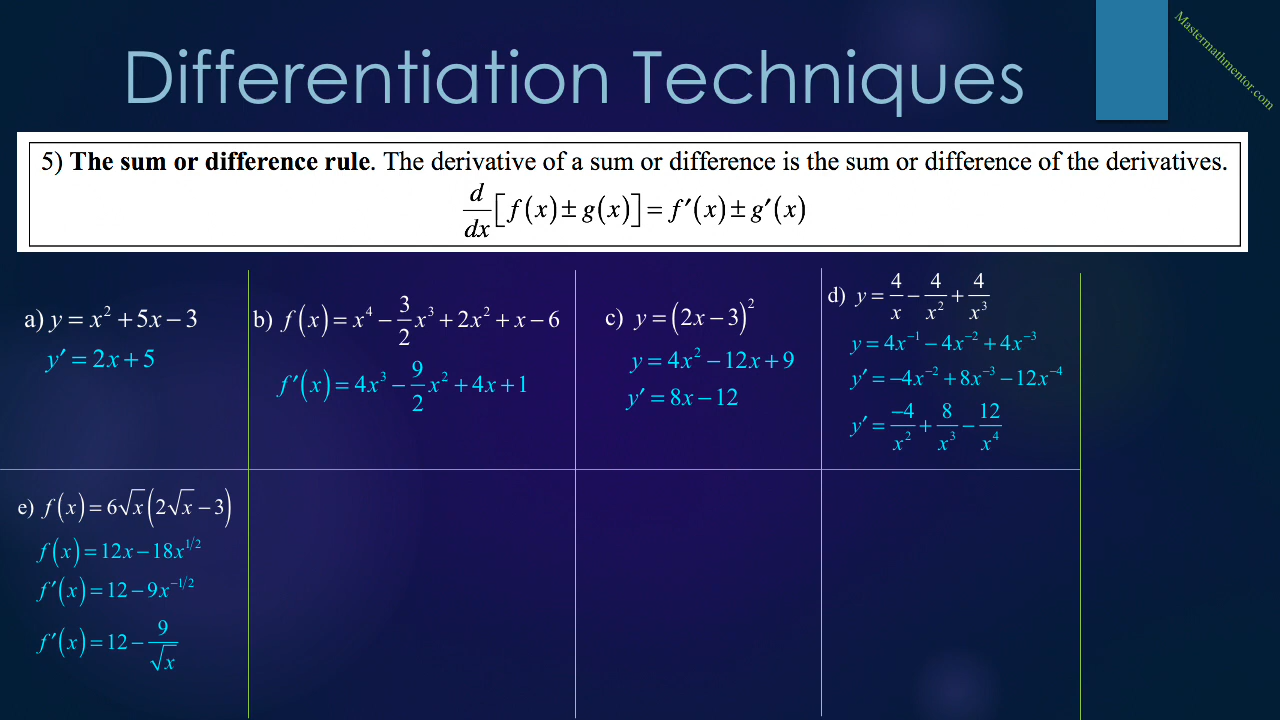 Differentiation Techniques
Mastermathmentor.com
5) The sum or difference rule. The derivative of a sum or difference is the sum or difference of the derivatives.
d/dx [f(x) ± g(x)] = f′(x) ± g′(x)
a) y = x² + 5x − 3
y′ = 2x + 5
b) f(x) = x⁴ − 3/2 x³ + 2x² + x − 6
f′(x) = 4x³ − 9/2 x² + 4x + 1
c) y = (2x − 3)²
y = 4x² − 12x + 9
y′ = 8x − 12
d) y = 4/x − 4/x² + 4/x³
y = 4x⁻¹ − 4x⁻² + 4x⁻³
y′ = −4x⁻² + 8x⁻³ − 12x⁻⁴
y′ = −4/x² + 8/x³ − 12/x⁴
e) f(x) = 6√x(2√x − 3)
f(x) = 12x − 18x^1/2
f′(x) = 12 − 9x^−1/2
f′(x) = 12 − 9/√x